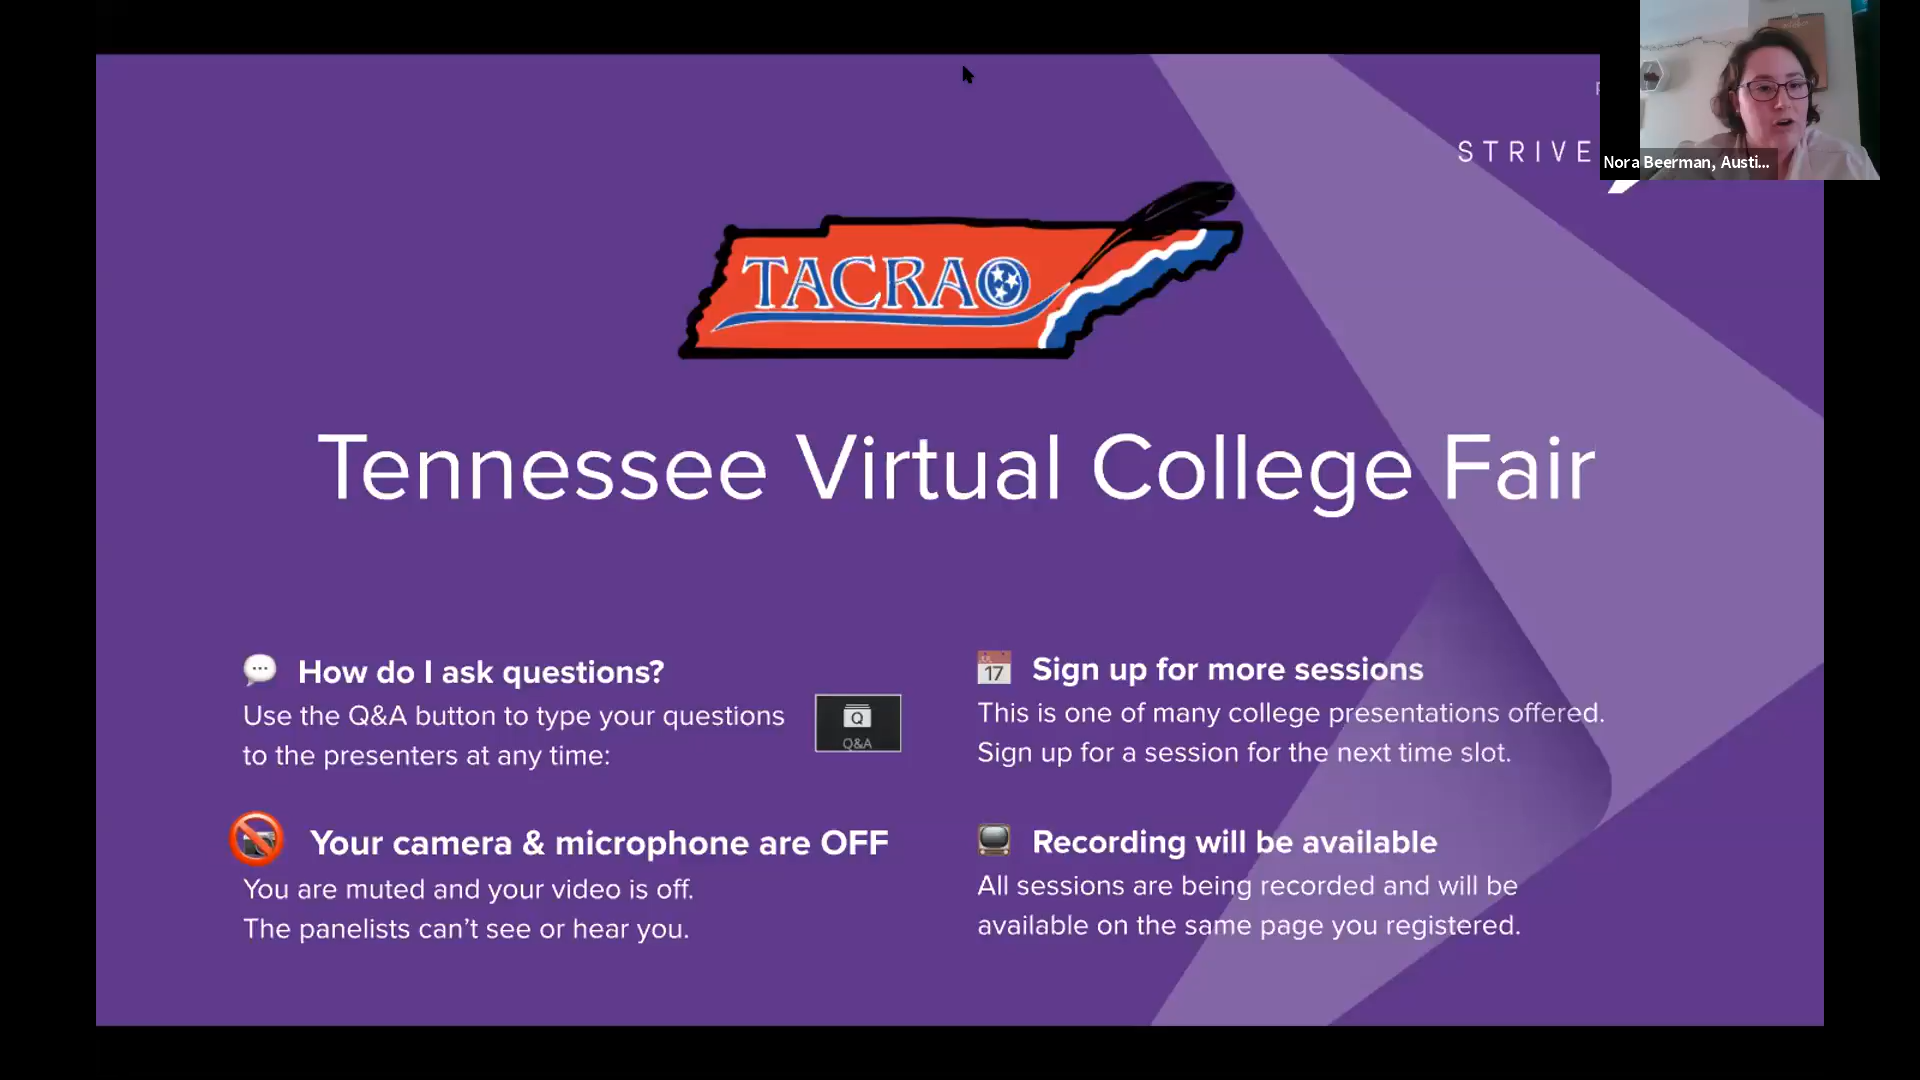 STRIVE
Nora Beerman, Austi...
TACRAO
Tennessee Virtual College Fair
How do I ask questions?
Use the Q&A button to type your questions
to the presenters at any time:
Q
Q&A
Your camera & microphone are OFF
You are muted and your video is off.
The panelists can’t see or hear you.
JUL
17
Sign up for more sessions
This is one of many college presentations offered.
Sign up for a session for the next time slot.
Recording will be available
All sessions are being recorded and will be
available on the same page you registered.